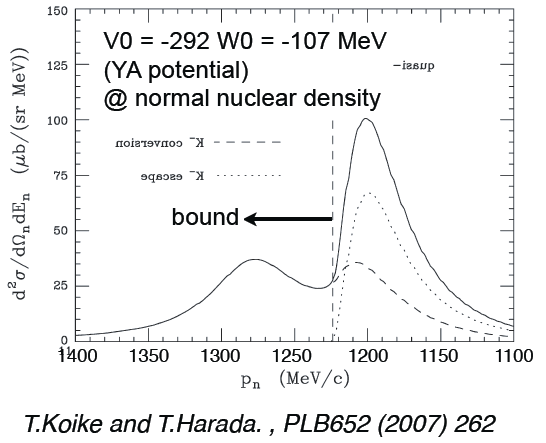 V0 = -292 W0 = -107 MeV
(YA potential)
@ normal nuclear density
quasi-
K⁻ conversion
K⁻ escape
bound
d²σ/dΩₙdEₙ (μb/(sr MeV))
150
125
100
75
50
25
0
1400 1350 1300 1250 1200 1150 1100
pₙ (MeV/c)
T.Koike and T.Harada. , PLB652 (2007) 262